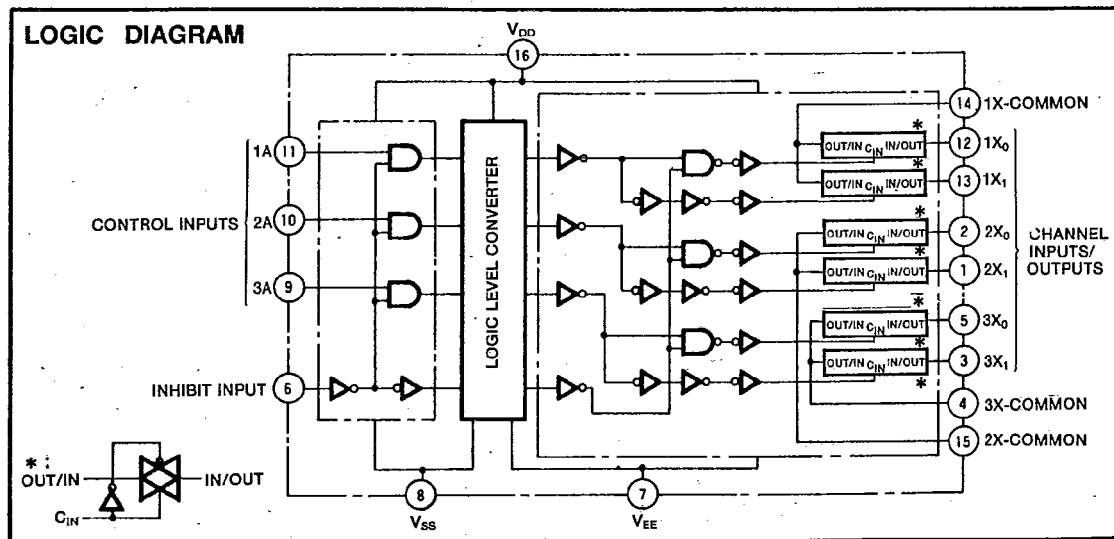 LOGIC DIAGRAM
VDD
16
14 1X-COMMON
1A 11
* 
OUT/IN CIN IN/OUT 12 1X0
*
OUT/IN CIN IN/OUT 13 1X1
CONTROL INPUTS
2A 10
LOGIC LEVEL CONVERTER
*
OUT/IN CIN IN/OUT 2 2X0
*
OUT/IN CIN IN/OUT 1 2X1
CHANNEL
INPUTS/
OUTPUTS
3A 9
*
OUT/IN CIN IN/OUT 5 3X0
*
OUT/IN CIN IN/OUT 3 3X1
*
INHIBIT INPUT 6
4 3X-COMMON
15 2X-COMMON
* :
OUT/IN IN/OUT
CIN
8
VSS
7
VEE